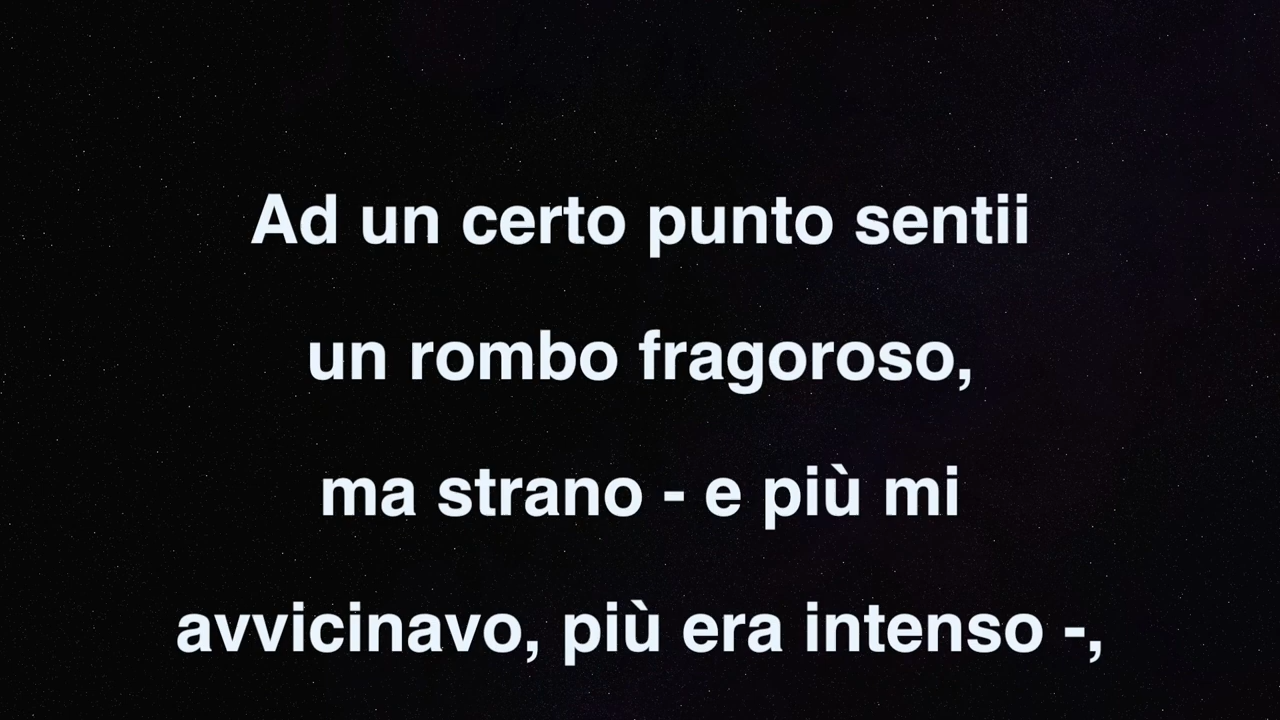 Ad un certo punto sentii
un rombo fragoroso,
ma strano - e più mi
avvicinavo, più era intenso -,